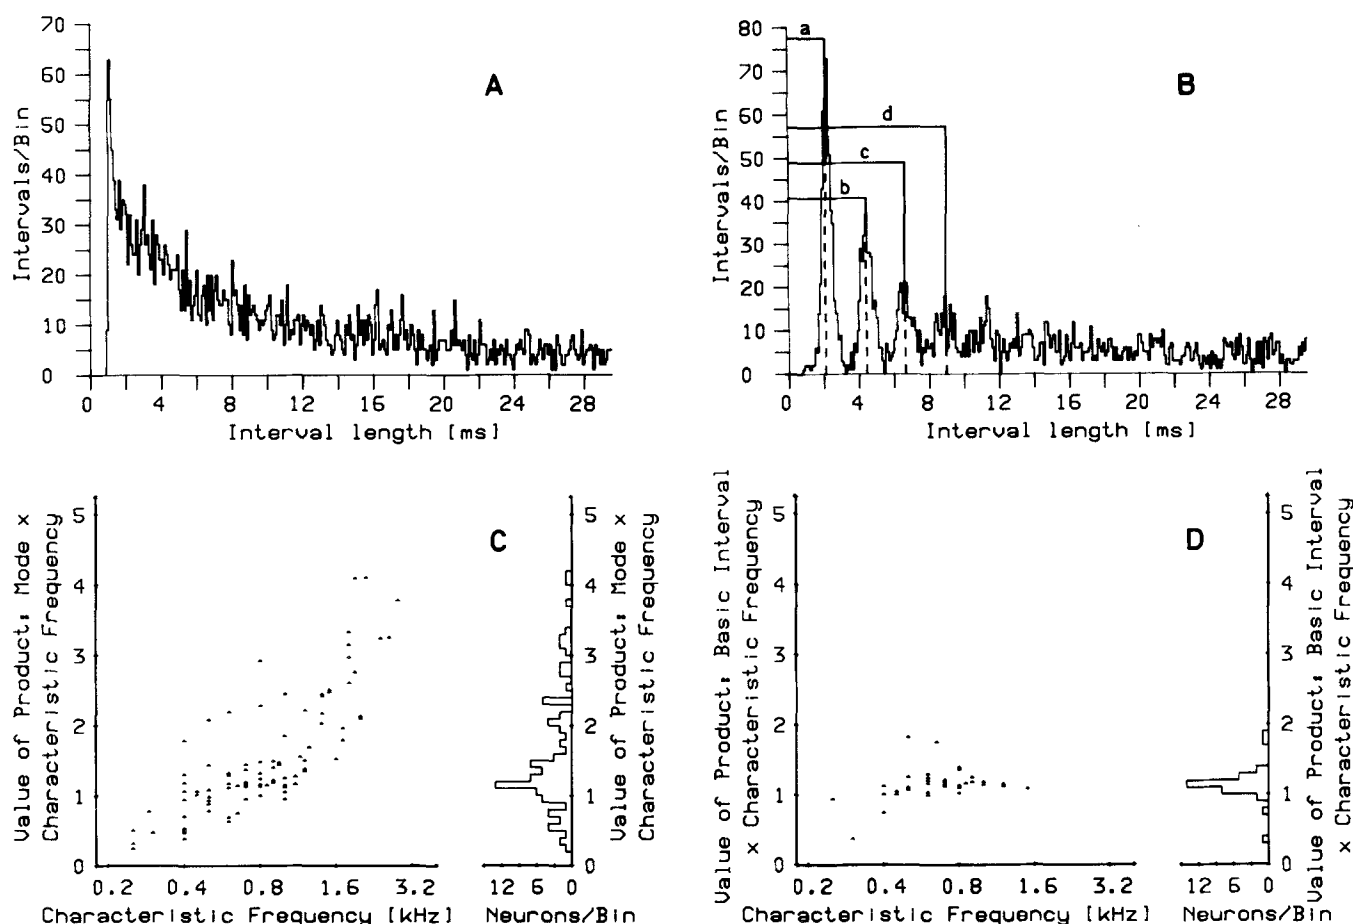 70
60
50
40
30
20
10
0
Intervals/Bin
A
0 4 8 12 16 20 24 28
Interval length [ms]
80
70
60
50
40
30
20
10
0
Intervals/Bin
a
d
c
b
B
0 4 8 12 16 20 24 28
Interval length [ms]
Value of Product: Mode x
Characteristic Frequency
5
4
3
2
1
0
C
0.2 0.4 0.8 1.6 3.2
Characteristic Frequency [kHz]
5
4
3
2
1
0
12 6 0
Neurons/Bin
Value of Product: Mode x
Characteristic Frequency
Value of Product: Basic Interval
x Characteristic Frequency
5
4
3
2
1
0
D
0.2 0.4 0.8 1.6 3.2
Characteristic Frequency [kHz]
5
4
3
2
1
0
12 6 0
Neurons/Bin
Value of Product: Basic Interval
x Characteristic Frequency